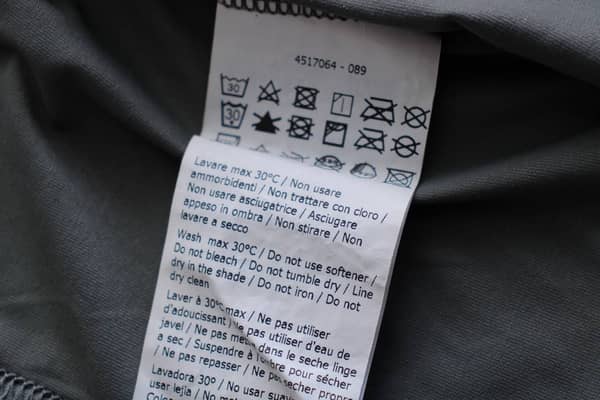 4517064 - 089
30
30
Lavare max 30°C / Non usare
ammorbidenti / Non trattare con cloro /
Non usare asciugatrice / Asciugare
appeso in ombra / Non stirare / Non
lavare a secco
Wash max 30°C / Do not use softener /
Do not bleach / Do not tumble dry / Line
dry in the shade / Do not iron / Do not
dry clean
Laver à 30° max / Ne pas utiliser
d'adoucissant / Ne pas utiliser d'eau de
javel / Ne pas metre dans le seche linge
a sec / Suspendre à l'ombre pour sécher
/ Ne pas repasser / Ne pas secher propre
Lavadora 30° / No usar
usar lejia / No